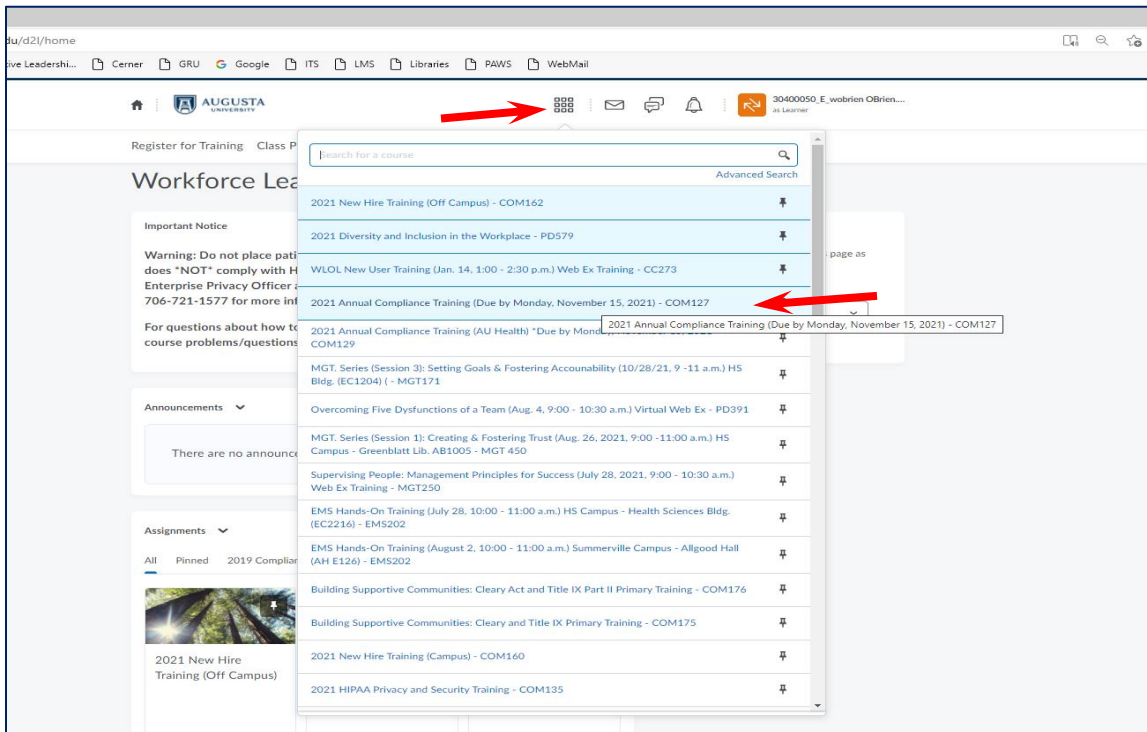 du/d2l/home
tive Leadershi... Cerner GRU Google ITS LMS Libraries PAWS WebMail
AUGUSTA
UNIVERSITY
30400050_E_wobrien OBrien....
as Learner
Register for Training Class P
Search for a course
Advanced Search
Workforce Lea
2021 New Hire Training (Off Campus) - COM162
Important Notice
2021 Diversity and Inclusion in the Workplace - PD579
Warning: Do not place pati
page as
does *NOT* comply with H
WLOL New User Training (Jan. 14, 1:00 - 2:30 p.m.) Web Ex Training - CC273
Enterprise Privacy Officer
706-721-1577 for more inf
2021 Annual Compliance Training (Due by Monday, November 15, 2021) - COM127
2021 Annual Compliance Training (Due by Monday, November 15, 2021) - COM127
For questions about how to
course problems/questions
2021 Annual Compliance Training (AU Health) *Due by Mond
COM129
MGT. Series (Session 3): Setting Goals & Fostering Accounability (10/28/21, 9 -11 a.m.) HS
Bldg. (EC1204) ( - MGT171
Announcements
Overcoming Five Dysfunctions of a Team (Aug. 4, 9:00 - 10:30 a.m.) Virtual Web Ex - PD391
There are no announce
MGT. Series (Session 1): Creating & Fostering Trust (Aug. 26, 2021, 9:00 -11:00 a.m.) HS
Campus - Greenblatt Lib. AB1005 - MGT 450
Supervising People: Management Principles for Success (July 28, 2021, 9:00 - 10:30 a.m.)
Web Ex Training - MGT250
EMS Hands-On Training (July 28, 10:00 - 11:00 a.m.) HS Campus - Health Sciences Bldg.
(EC2216) - EMS202
Assignments
EMS Hands-On Training (August 2, 10:00 - 11:00 a.m.) Summerville Campus - Allgood Hall
(AH E126) - EMS202
All Pinned 2019 Complian
Building Supportive Communities: Cleary Act and Title IX Part II Primary Training - COM176
Building Supportive Communities: Cleary and Title IX Primary Training - COM175
2021 New Hire Training (Campus) - COM160
2021 New Hire
Training (Off Campus)
2021 HIPAA Privacy and Security Training - COM135